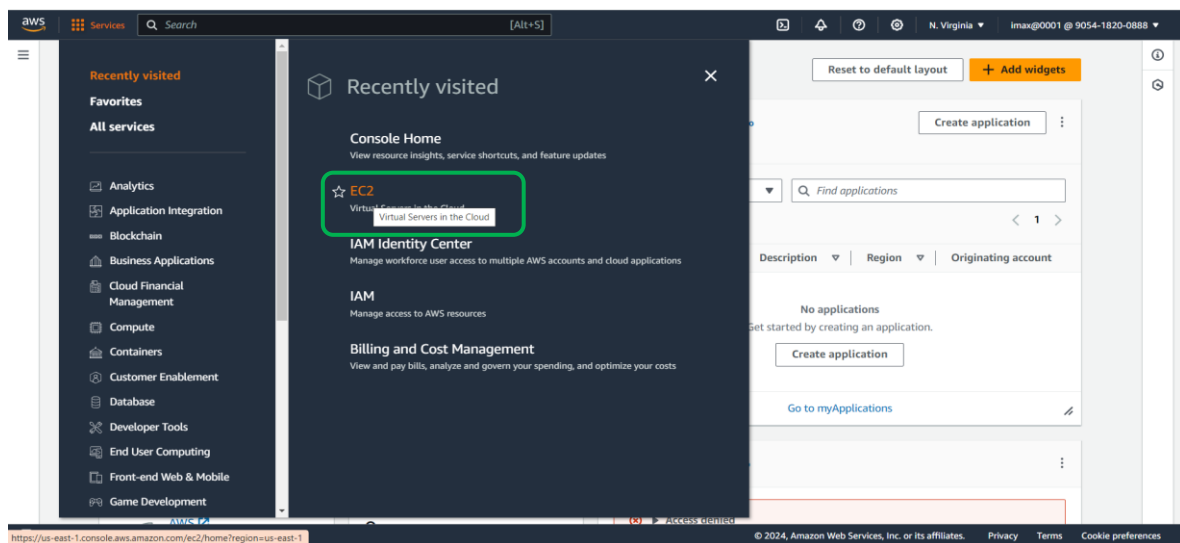 aws
Services
Search
[Alt+S]
N. Virginia
imax@0001 @ 9054-1820-0888
Recently visited
Favorites
All services
Analytics
Application Integration
Blockchain
Business Applications
Cloud Financial
Management
Compute
Containers
Customer Enablement
Database
Developer Tools
End User Computing
Front-end Web & Mobile
Game Development
Recently visited
Console Home
View resource insights, service shortcuts, and feature updates
EC2
Virtual Servers in the Cloud
Virtual Servers in the Cloud
IAM Identity Center
Manage workforce user access to multiple AWS accounts and cloud applications
IAM
Manage access to AWS resources
Billing and Cost Management
View and pay bills, analyze and govern your spending, and optimize your costs
Reset to default layout
+ Add widgets
Create application
Find applications
1
Description
Region
Originating account
No applications
Get started by creating an application.
Create application
Go to myApplications
AWS
Access denied
https://us-east-1.console.aws.amazon.com/ec2/home?region=us-east-1
© 2024, Amazon Web Services, Inc. or its affiliates.
Privacy
Terms
Cookie preferences